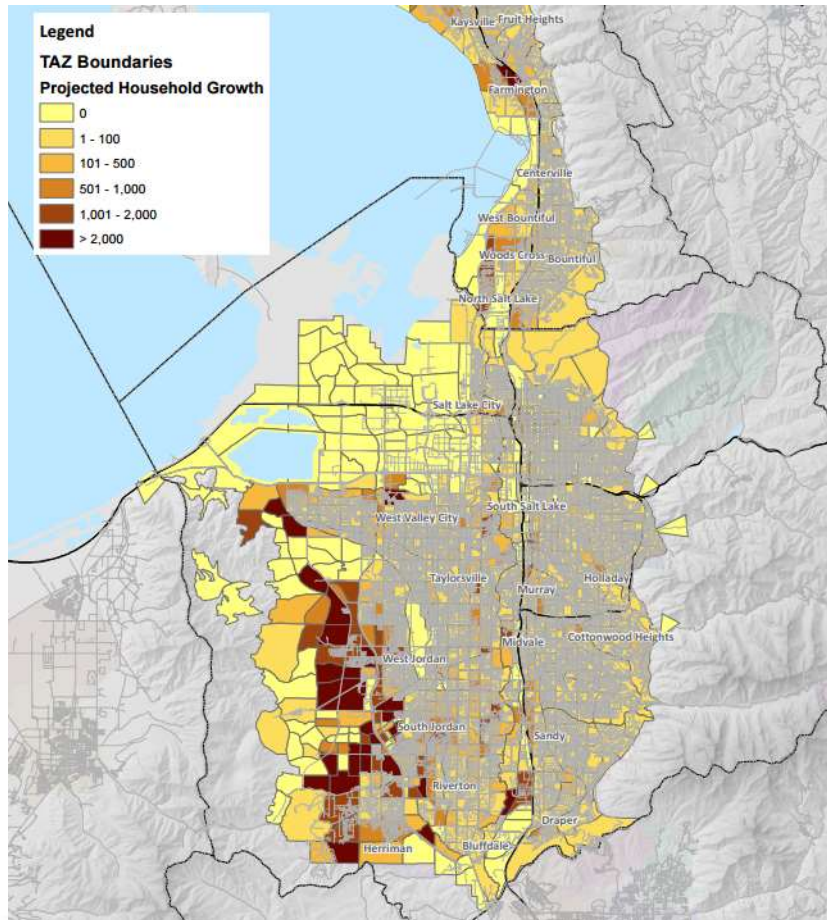 Legend
TAZ Boundaries
Projected Household Growth
0
1 - 100
101 - 500
501 - 1,000
1,001 - 2,000
> 2,000
Kaysville
Fruit Heights
Farmington
Centerville
West Bountiful
Woods Cross
Bountiful
North Salt Lake
Salt Lake City
West Valley City
South Salt Lake
Taylorsville
Murray
Holladay
Midvale
Cottonwood Heights
West Jordan
South Jordan
Sandy
Riverton
Draper
Herriman
Bluffdale